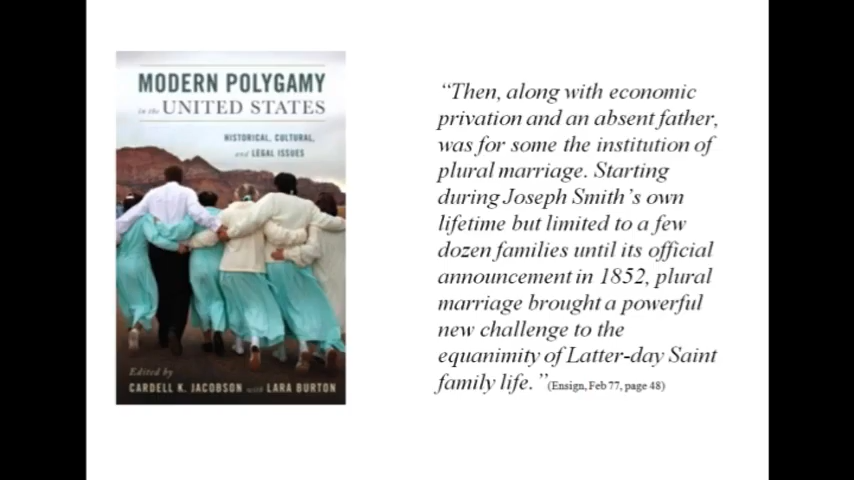 MODERN POLYGAMY
in the UNITED STATES
HISTORICAL, CULTURAL,
and LEGAL ISSUES
Edited by
CARDELL K. JACOBSON with LARA BURTON
“Then, along with economic
privation and an absent father,
was for some the institution of
plural marriage. Starting
during Joseph Smith’s own
lifetime but limited to a few
dozen families until its official
announcement in 1852, plural
marriage brought a powerful
new challenge to the
equanimity of Latter-day Saint
family life.” (Ensign, Feb 77, page 48)